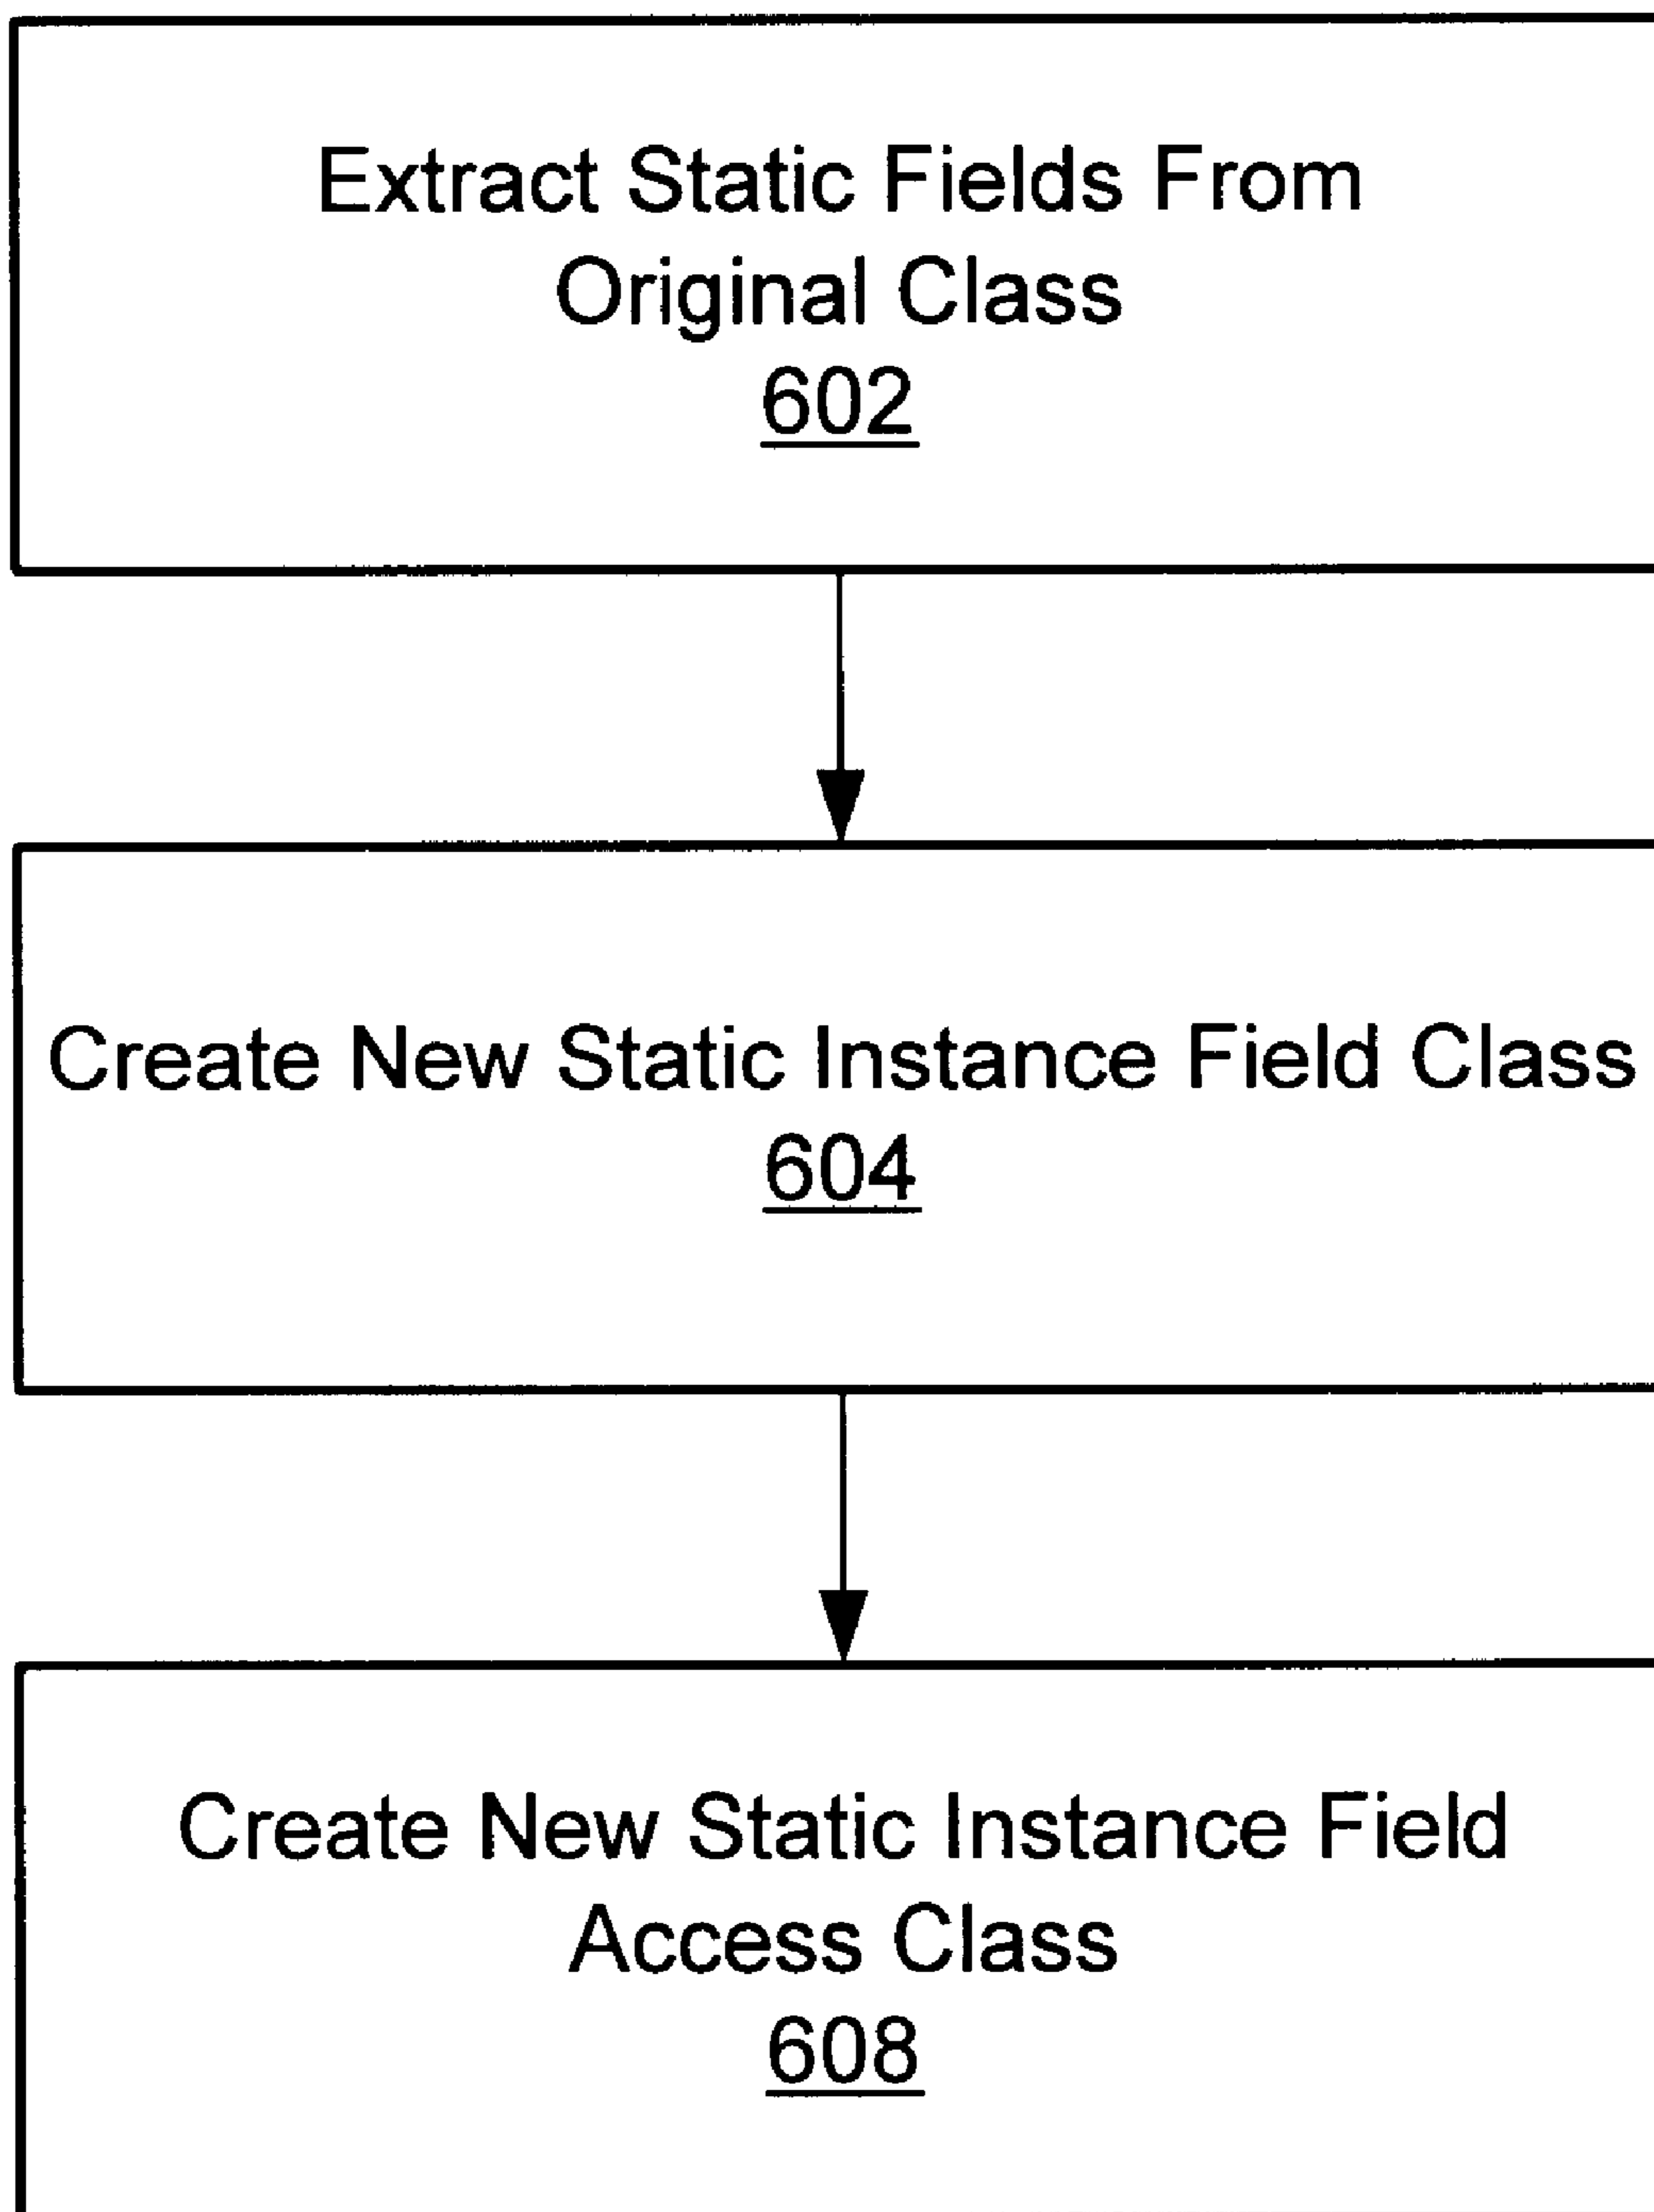 Extract Static Fields From
Original Class
602
Create New Static Instance Field Class
604
Create New Static Instance Field
Access Class
608